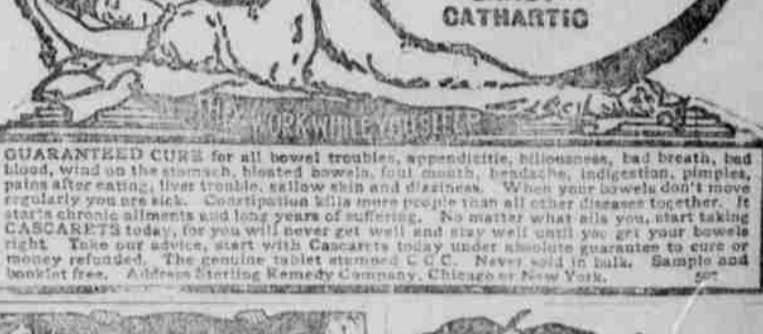 CANDY
CATHARTIC
THEY WORK WHILE YOU SLEEP
GUARANTEED CURE for all bowel troubles, appendicitis, biliousness, bad breath, bad
blood, wind on the stomach, bloated bowels, foul mouth, headache, indigestion, pimples,
pains after eating, liver trouble, sallow skin and dizziness. When your bowels don't move
regularly you are sick. Constipation kills more people than all other diseases together. It
starts chronic ailments and long years of suffering. No matter what ails you, start taking
CASCARETS today, for you will never get well and stay well until you get your bowels
right. Take our advice, start with Cascarets today under absolute guarantee to cure or
money refunded. The genuine tablet stamped C C C. Never sold in bulk. Sample and
booklet free. Address Sterling Remedy Company, Chicago or New York.